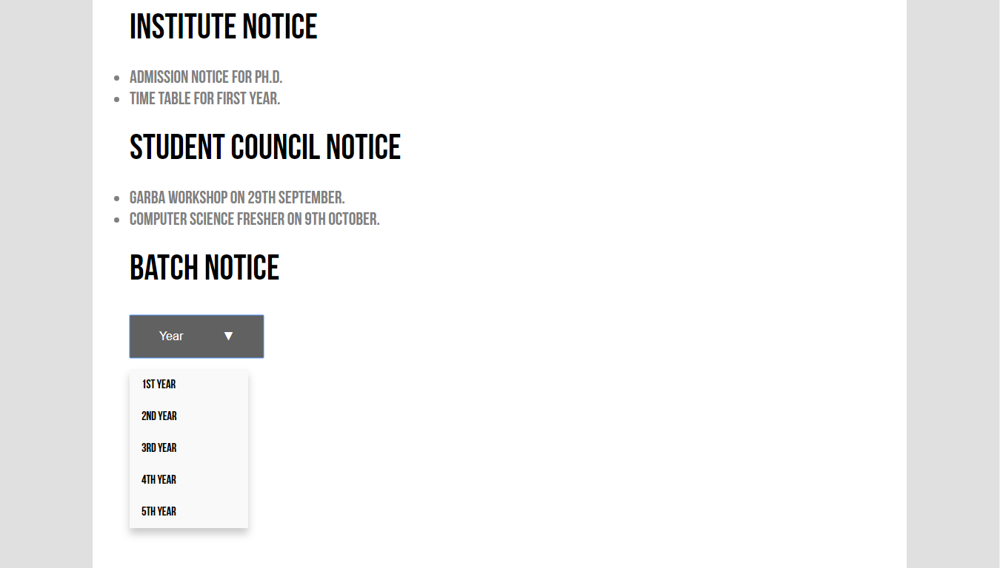 INSTITUTE NOTICE
ADMISSION NOTICE FOR PH.D.
TIME TABLE FOR FIRST YEAR.
STUDENT COUNCIL NOTICE
GARBA WORKSHOP ON 29TH SEPTEMBER.
COMPUTER SCIENCE FRESHER ON 9TH OCTOBER.
BATCH NOTICE
Year ▼
1ST YEAR
2ND YEAR
3RD YEAR
4TH YEAR
5TH YEAR